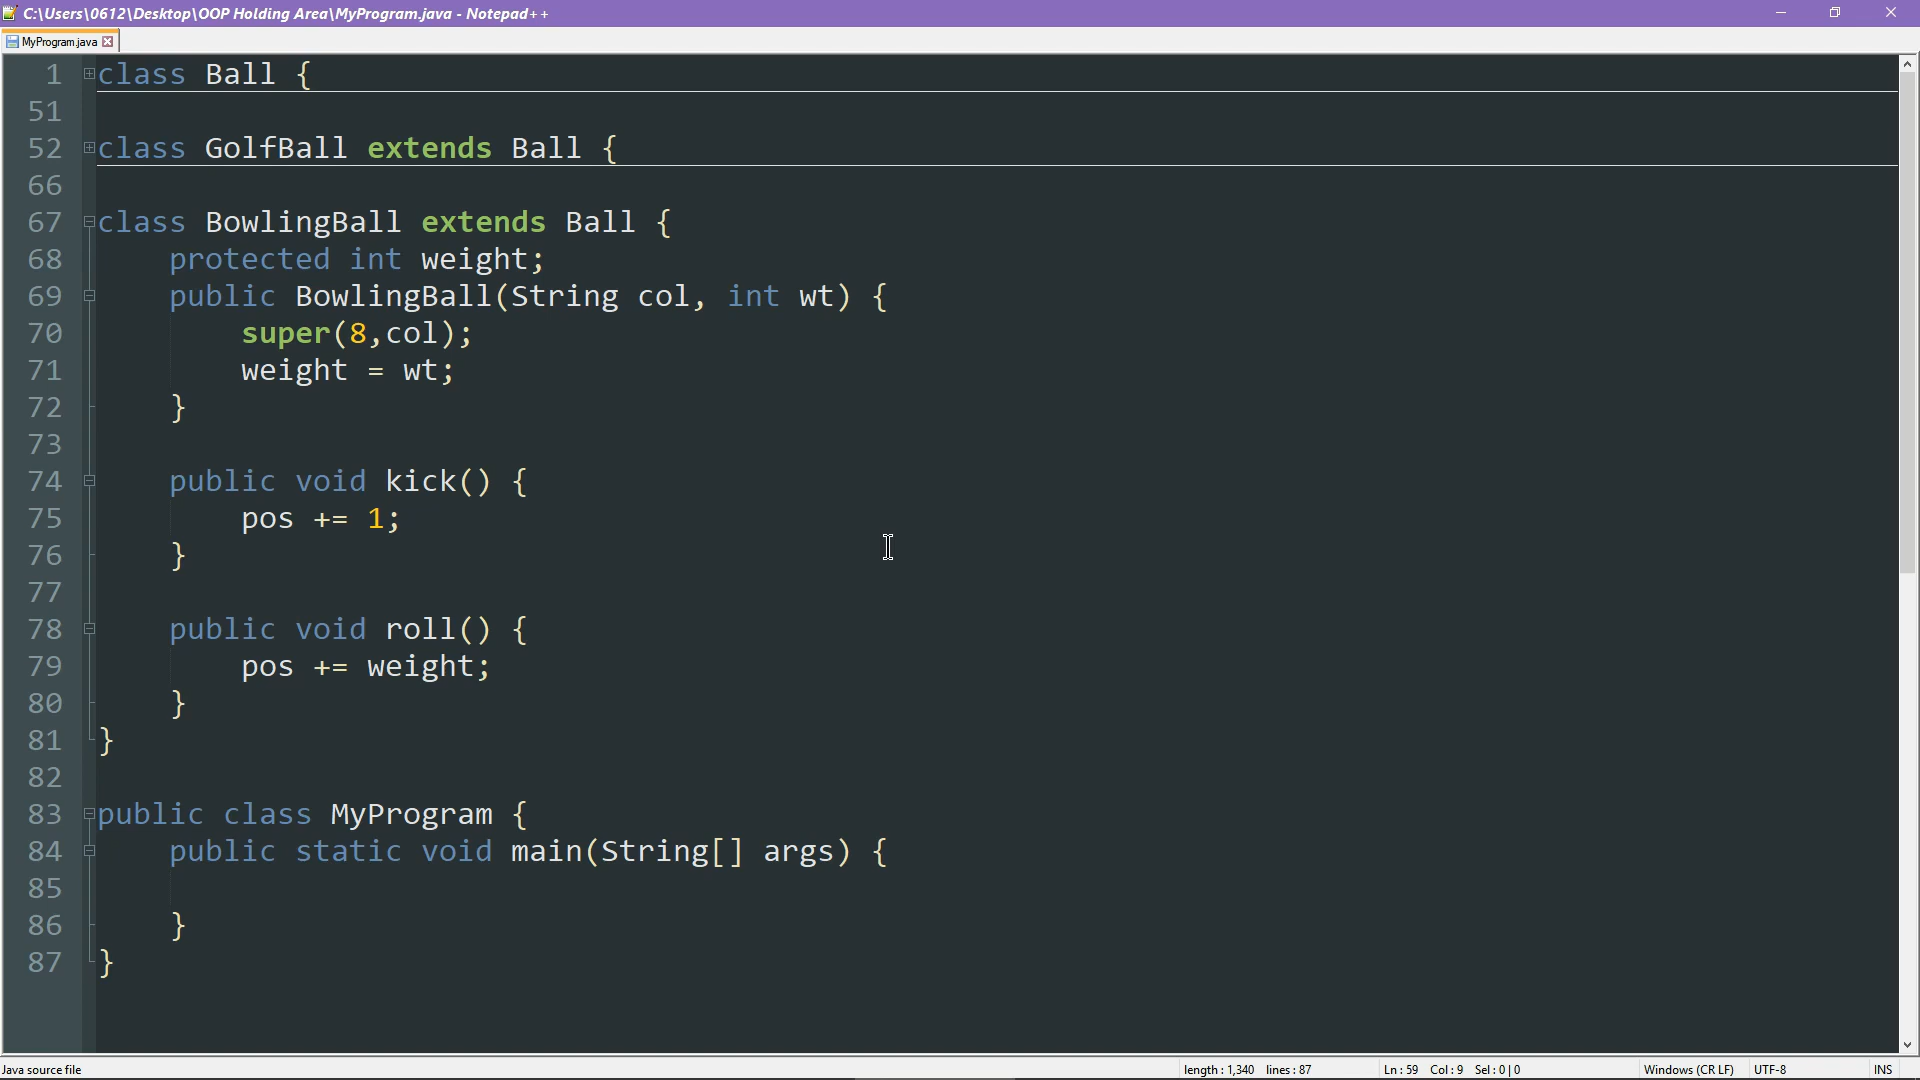 C:\Users\0612\Desktop\OOP Holding Area\MyProgram.java - Notepad++
MyProgram.java
1 class Ball {
51
52 class GolfBall extends Ball {
66
67 class BowlingBall extends Ball {
68 protected int weight;
69 public BowlingBall(String col, int wt) {
70 super(8,col);
71 weight = wt;
72 }
73
74 public void kick() {
75 pos += 1;
76 }
77
78 public void roll() {
79 pos += weight;
80 }
81 }
82
83 public class MyProgram {
84 public static void main(String[] args) {
85
86 }
87 }
Java source file length : 1,340 lines : 87 Ln : 59 Col : 9 Sel : 0 | 0 Windows (CR LF) UTF-8 INS